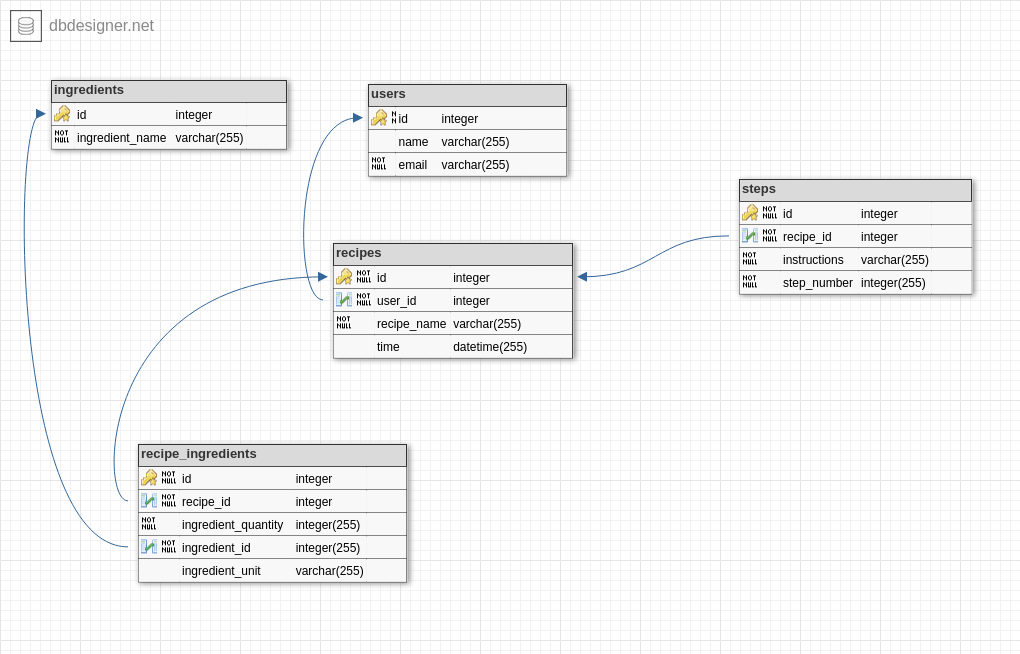 dbdesigner.net
ingredients
id integer
NOT NULL ingredient_name varchar(255)
users
N N id integer
name varchar(255)
NOT NULL email varchar(255)
steps
NOT NULL id integer
NOT NULL recipe_id integer
NOT NULL instructions varchar(255)
NOT NULL step_number integer(255)
recipes
NOT NULL id integer
NOT NULL user_id integer
NOT NULL recipe_name varchar(255)
time datetime(255)
recipe_ingredients
NOT NULL id integer
NOT NULL recipe_id integer
NOT NULL ingredient_quantity integer(255)
NOT NULL ingredient_id integer(255)
ingredient_unit varchar(255)